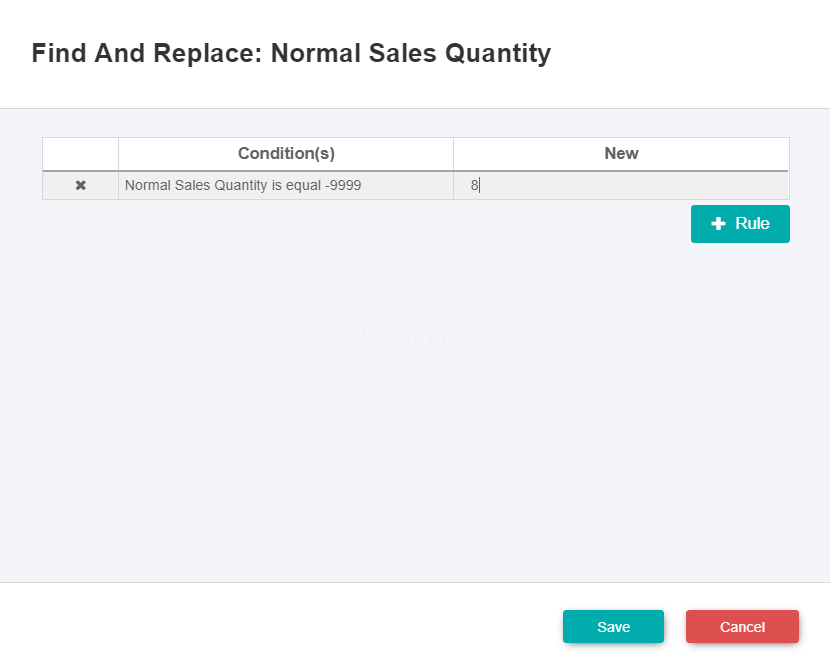 Find And Replace: Normal Sales Quantity
Condition(s) New
Normal Sales Quantity is equal -9999 8
Rule
Closing..
Save Cancel